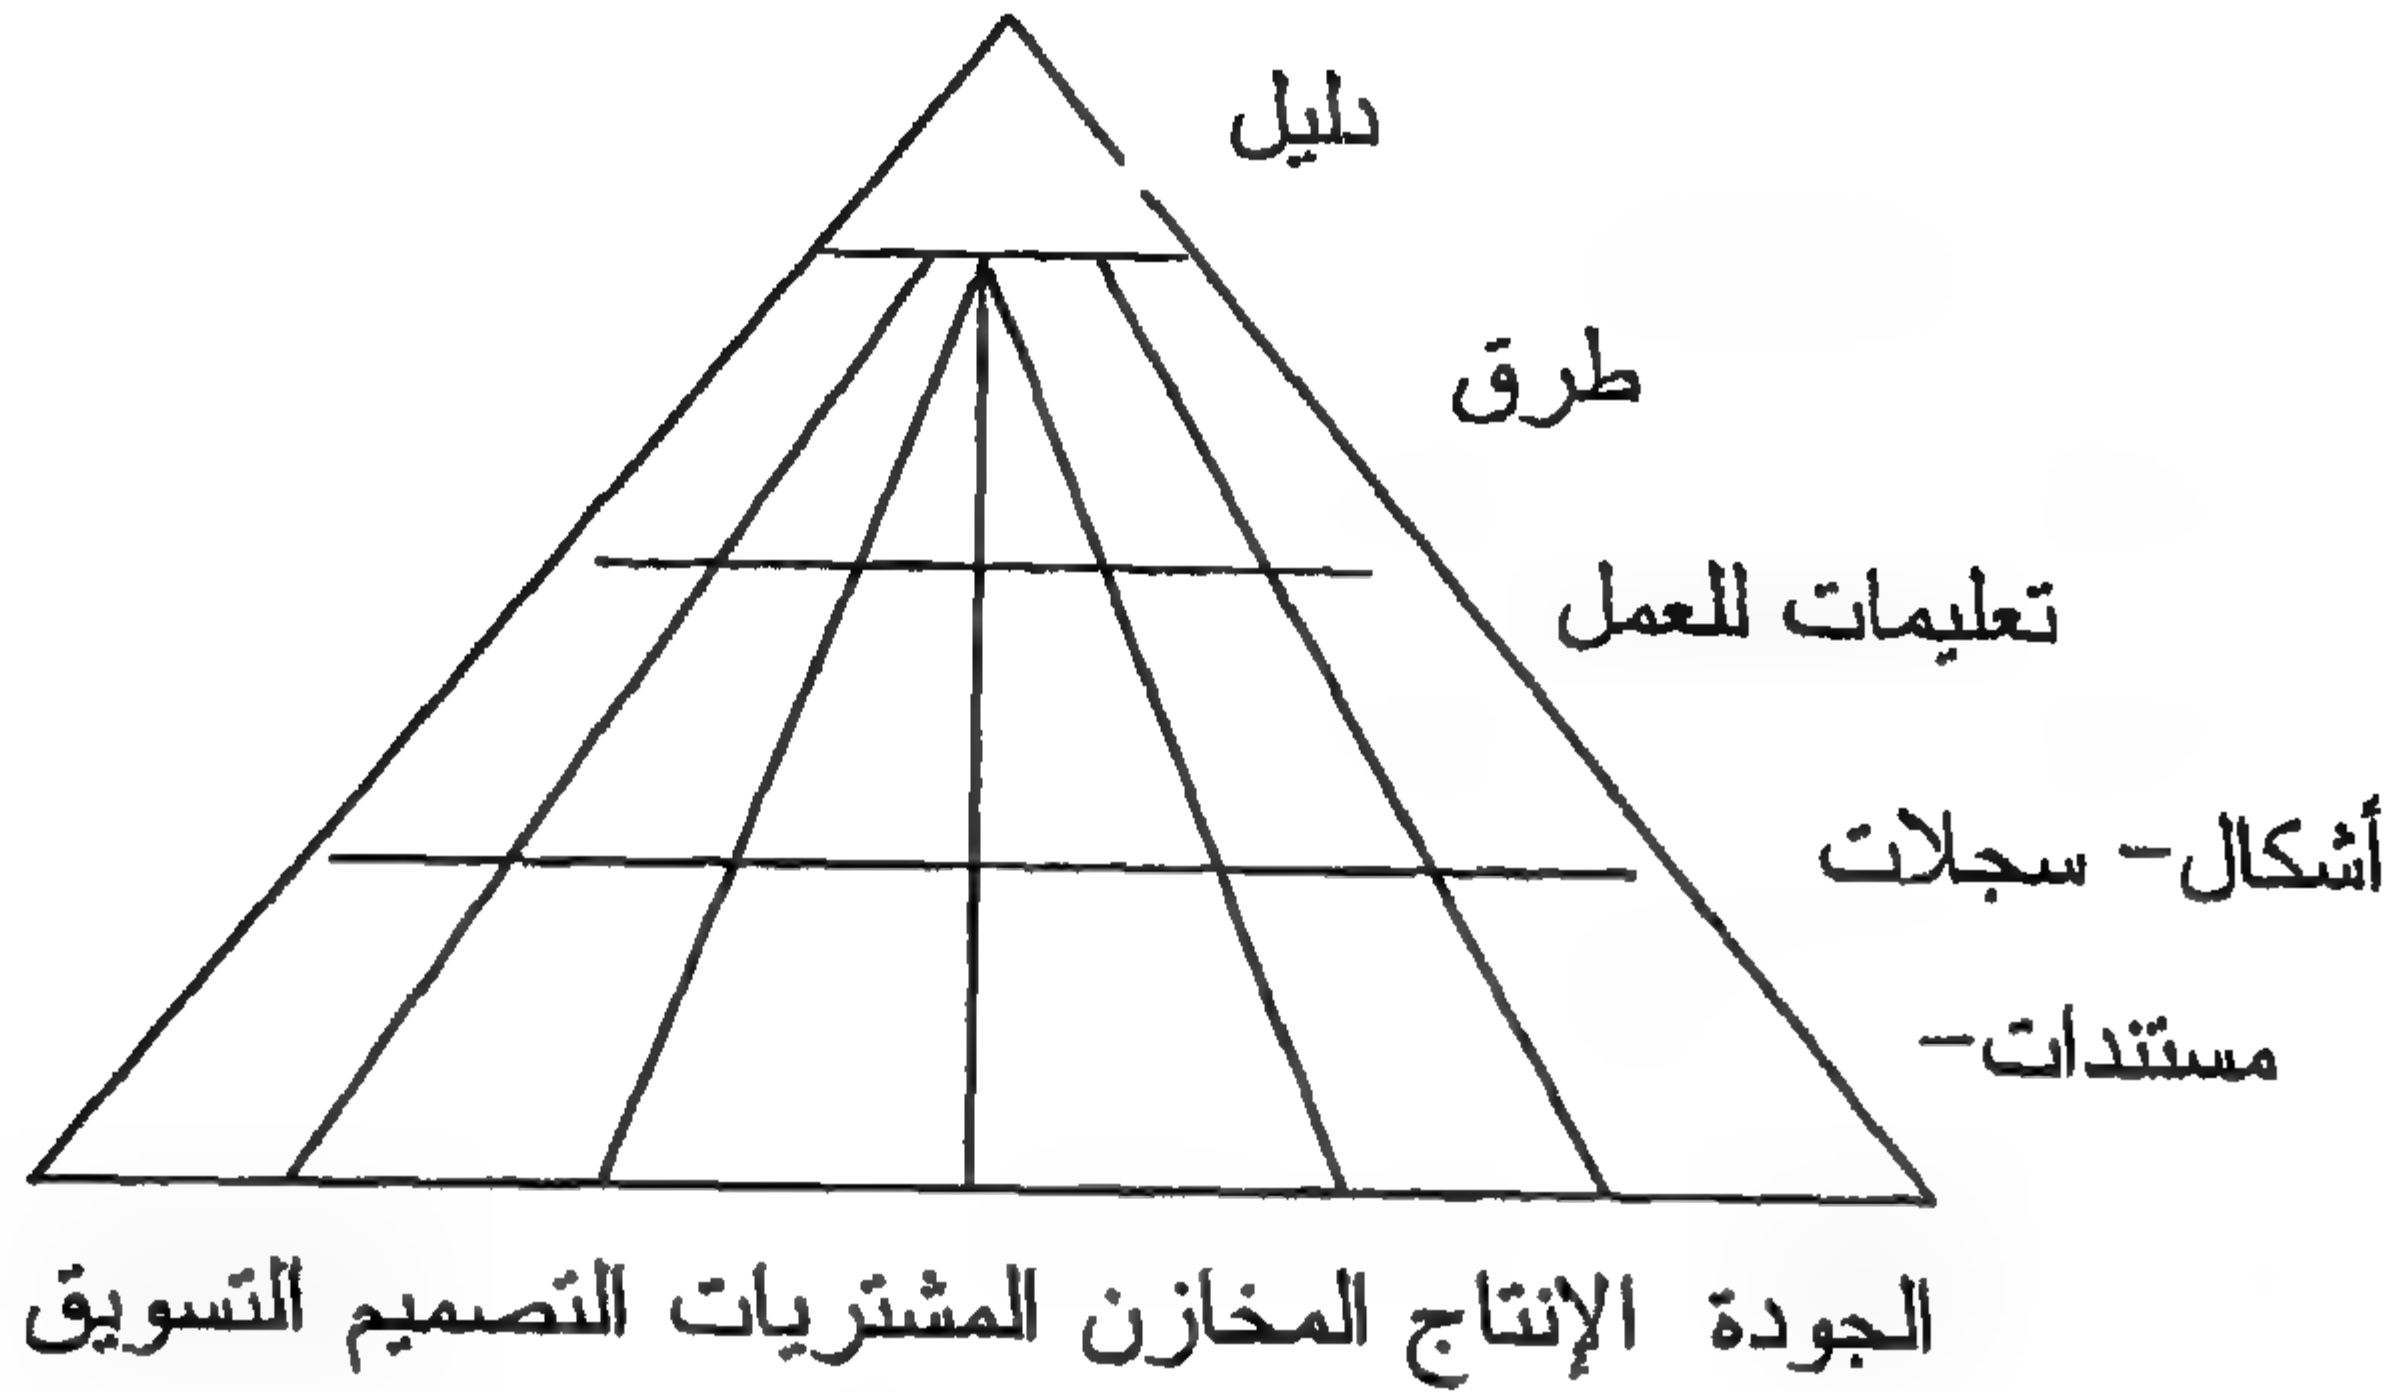 دليل
طرق
تعليمات للعمل
أشكال- سجلات -
مستندات-
الجودة الإنتاج المخازن المشتريات التصميم التسويق